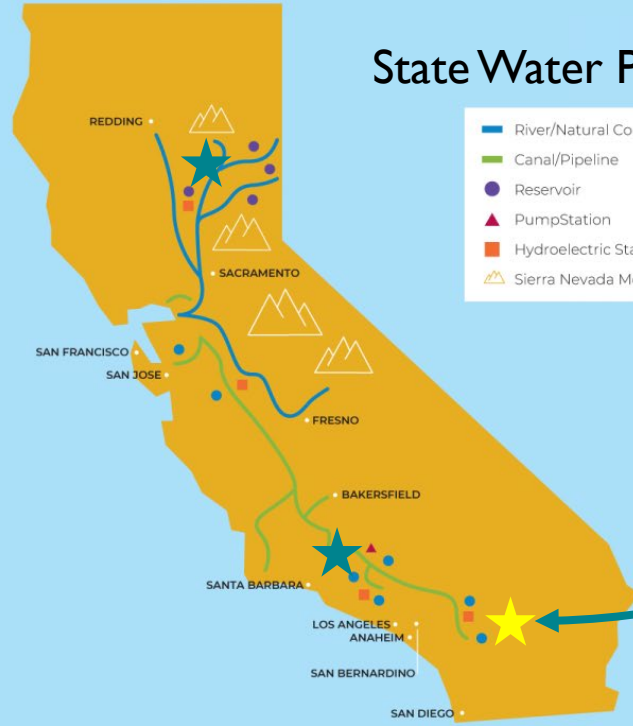 State Water P
River/Natural Co
Canal/Pipeline
Reservoir
PumpStation
Hydroelectric Sta
Sierra Nevada M
REDDING
SACRAMENTO
SAN FRANCISCO
SAN JOSE
FRESNO
BAKERSFIELD
SANTA BARBARA
LOS ANGELES
ANAHEIM
SAN BERNARDINO
SAN DIEGO